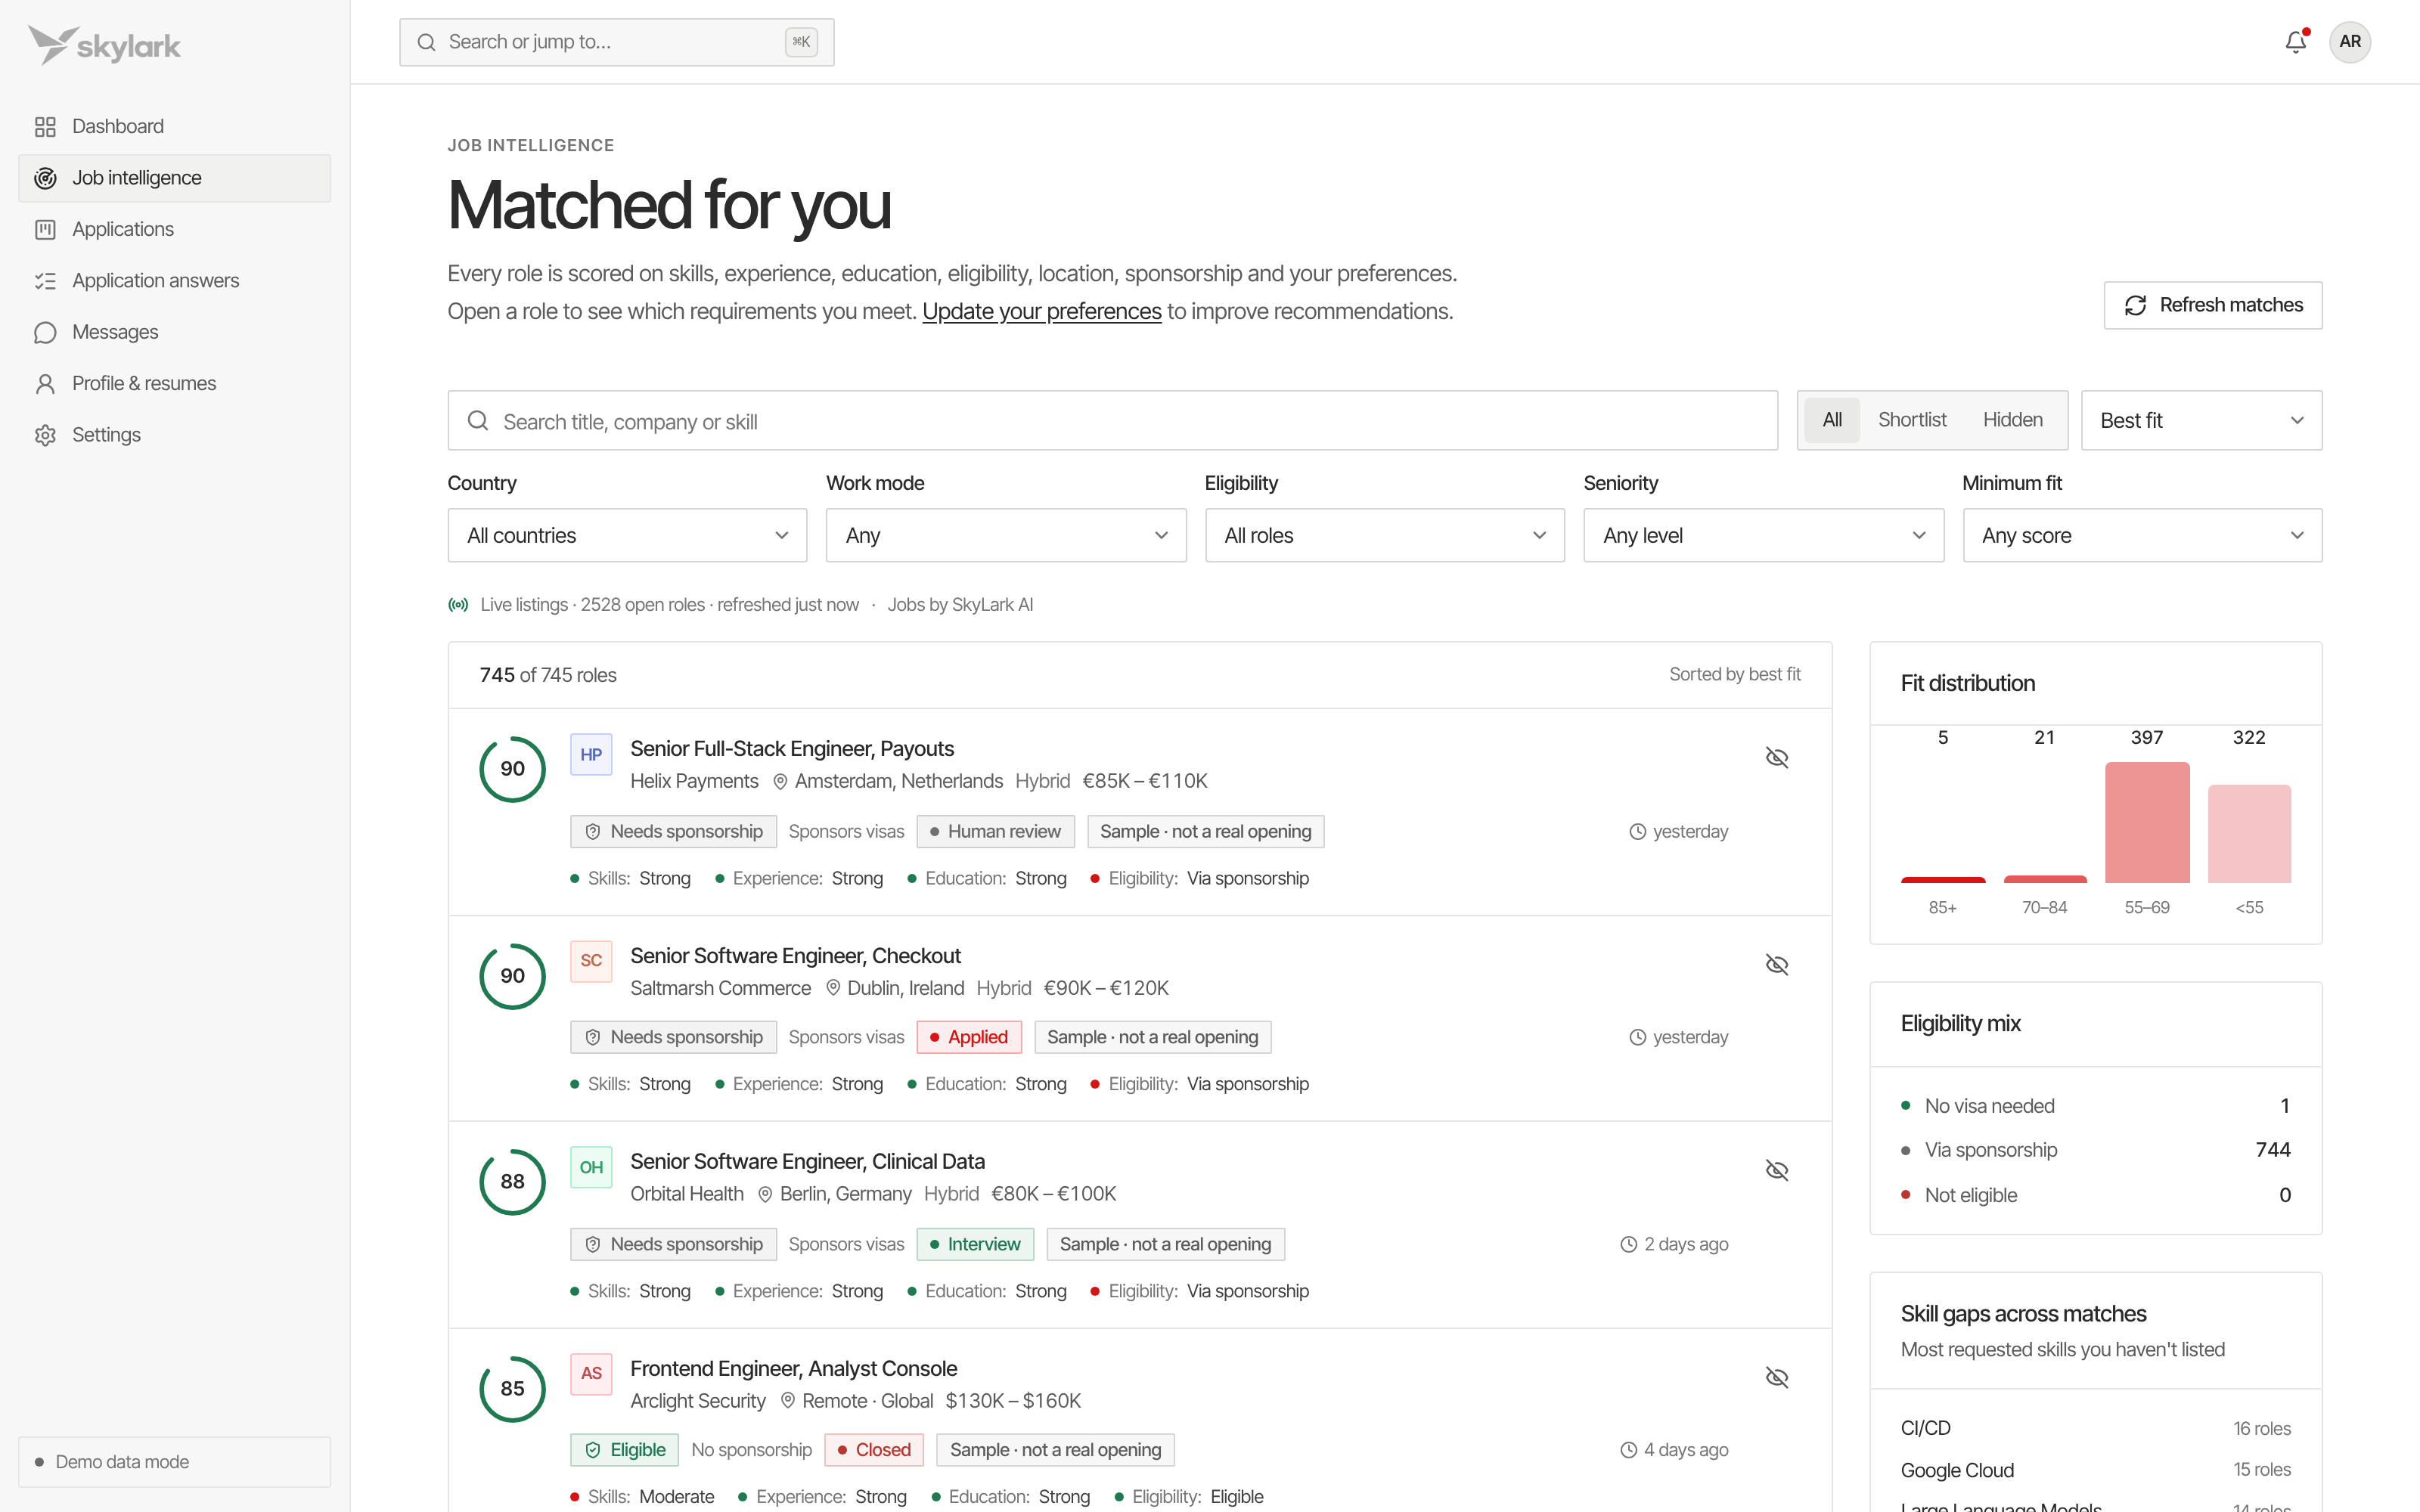 skylark
Search or jump to...
⌘K
AR
Dashboard
Job intelligence
Applications
Application answers
Messages
Profile & resumes
Settings
Demo data mode
JOB INTELLIGENCE
Matched for you
Every role is scored on skills, experience, education, eligibility, location, sponsorship and your preferences.
Open a role to see which requirements you meet. Update your preferences to improve recommendations.
Refresh matches
Search title, company or skill
All Shortlist Hidden
Best fit
Country Work mode Eligibility Seniority Minimum fit
All countries Any All roles Any level Any score
Live listings · 2528 open roles · refreshed just now · Jobs by SkyLark AI
745 of 745 roles
Sorted by best fit
90
HP
Senior Full-Stack Engineer, Payouts
Helix Payments Amsterdam, Netherlands Hybrid €85K – €110K
Needs sponsorship Sponsors visas Human review Sample · not a real opening yesterday
Skills: Strong Experience: Strong Education: Strong Eligibility: Via sponsorship
90
SC
Senior Software Engineer, Checkout
Saltmarsh Commerce Dublin, Ireland Hybrid €90K – €120K
Needs sponsorship Sponsors visas Applied Sample · not a real opening yesterday
Skills: Strong Experience: Strong Education: Strong Eligibility: Via sponsorship
88
OH
Senior Software Engineer, Clinical Data
Orbital Health Berlin, Germany Hybrid €80K – €100K
Needs sponsorship Sponsors visas Interview Sample · not a real opening 2 days ago
Skills: Strong Experience: Strong Education: Strong Eligibility: Via sponsorship
85
AS
Frontend Engineer, Analyst Console
Arclight Security Remote · Global $130K – $160K
Eligible No sponsorship Closed Sample · not a real opening 4 days ago
Skills: Moderate Experience: Strong Education: Strong Eligibility: Eligible
Fit distribution
5 21 397 322
85+ 70–84 55–69 <55
Eligibility mix
No visa needed 1
Via sponsorship 744
Not eligible 0
Skill gaps across matches
Most requested skills you haven't listed
CI/CD 16 roles
Google Cloud 15 roles
Large Language Models 14 roles